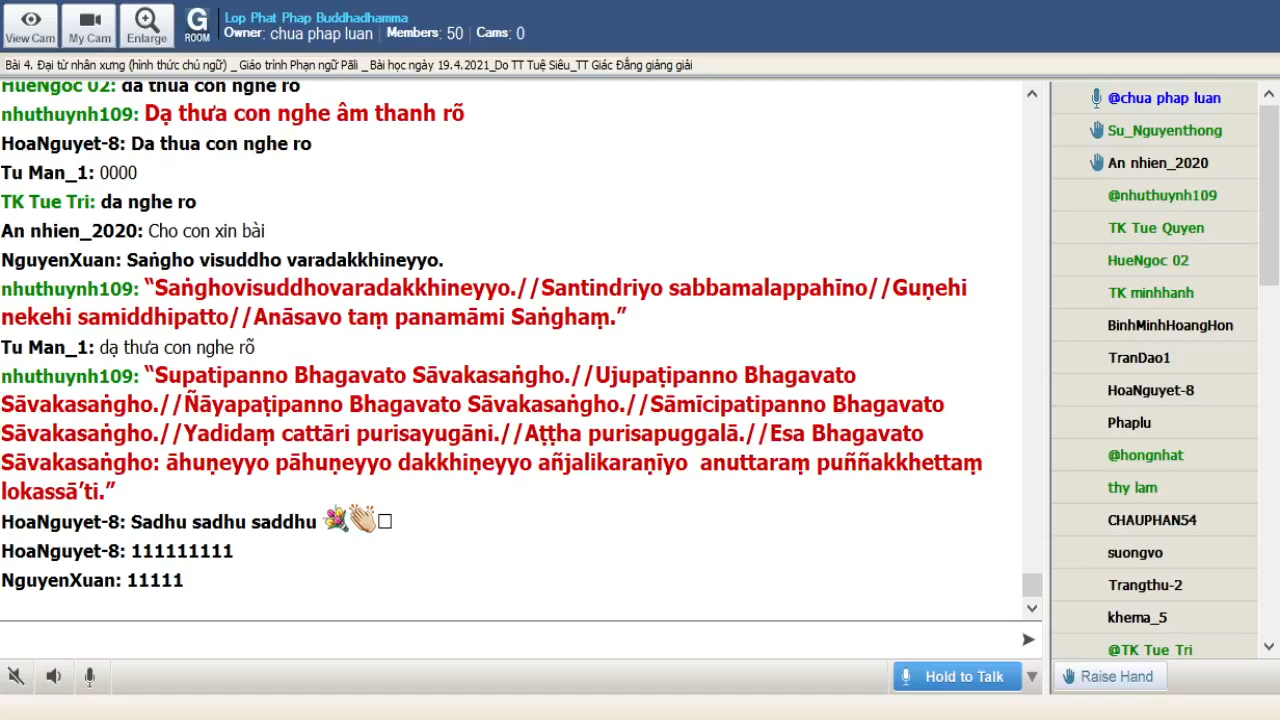 View Cam
My Cam
Enlarge
G
ROOM
Lop Phat Phap Buddhadhamma
Owner: chua phap luan Members: 50 Cams: 0
Bài 4. Đại từ nhân xưng (hình thức chủ ngữ) _ Giáo trình Phạn ngữ Pāli _ Bài học ngày 19.4.2021_Do TT Tuệ Siêu_TT Giác Đẳng giảng giải
HueNgoc 02: da thua con nghe ro
nhuthuynh109: Dạ thưa con nghe âm thanh rõ
HoaNguyet-8: Da thua con nghe ro
Tu Man_1: 0000
TK Tue Tri: da nghe ro
An nhien_2020: Cho con xin bài
NguyenXuan: Saṅgho visuddho varadakkhineyyo.
nhuthuynh109: “Saṅghovisuddhovaradakkhineyyo.//Santindriyo sabbamalappahīno//Guṇehi
nekehi samiddhipatto//Anāsavo taṃ panamāmi Saṅghaṃ.”
Tu Man_1: dạ thưa con nghe rõ
nhuthuynh109: “Supatipanno Bhagavato Sāvakasaṅgho.//Ujupaṭipanno Bhagavato
Sāvakasaṅgho.//Ñāyapaṭipanno Bhagavato Sāvakasaṅgho.//Sāmīcipatipanno Bhagavato
Sāvakasaṅgho.//Yadidaṃ cattāri purisayugāni.//Aṭṭha purisapuggalā.//Esa Bhagavato
Sāvakasaṅgho: āhuṇeyyo pāhuṇeyyo dakkhiṇeyyo añjalikaraṇīyo anuttaraṃ puññakkhettaṃ
lokassā’ti.”
HoaNguyet-8: Sadhu sadhu saddhu
HoaNguyet-8: 111111111
NguyenXuan: 11111
@chua phap luan
Su_Nguyenthong
An nhien_2020
@nhuthuynh109
TK Tue Quyen
HueNgoc 02
TK minhhanh
BinhMinhHoangHon
TranDao1
HoaNguyet-8
Phaplu
@hongnhat
thy lam
CHAUPHAN54
suongvo
Trangthu-2
khema_5
@TK Tue Tri
Hold to Talk
Raise Hand